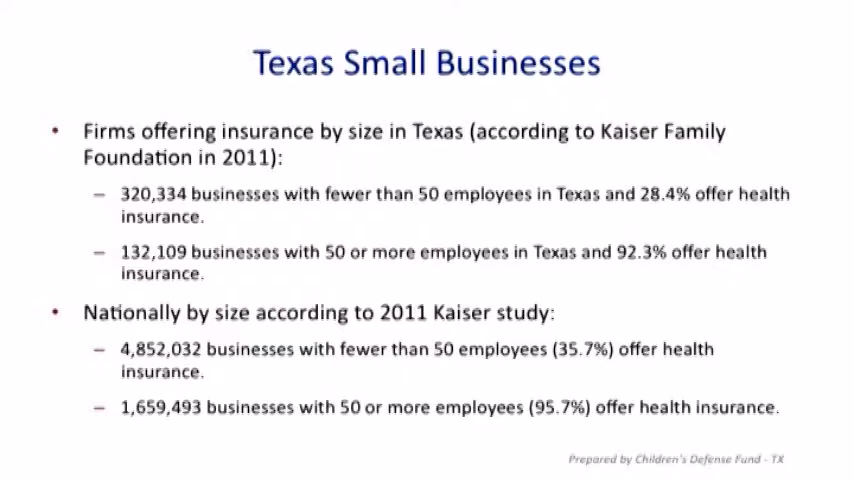 Texas Small Businesses
• Firms offering insurance by size in Texas (according to Kaiser Family
Foundation in 2011):
– 320,334 businesses with fewer than 50 employees in Texas and 28.4% offer health
insurance.
– 132,109 businesses with 50 or more employees in Texas and 92.3% offer health
insurance.
• Nationally by size according to 2011 Kaiser study:
– 4,852,032 businesses with fewer than 50 employees (35.7%) offer health
insurance.
– 1,659,493 businesses with 50 or more employees (95.7%) offer health insurance.
Prepared by Children's Defense Fund - TX